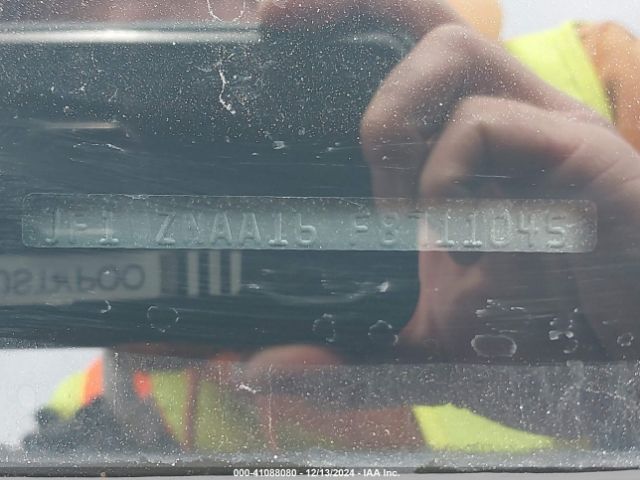 JF1 ZNAA16 F8711045
000-41088080 - 12/13/2024 - IAA Inc.